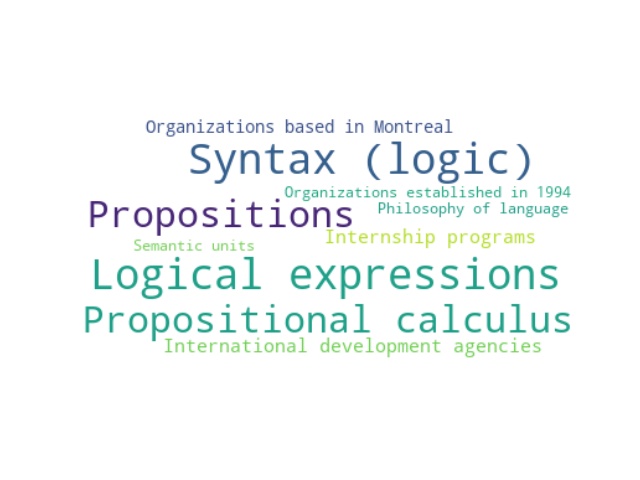 Organizations based in Montreal
Syntax (logic)
Organizations established in 1994
Propositions
Philosophy of language
Internship programs
Semantic units
Logical expressions
Propositional calculus
International development agencies